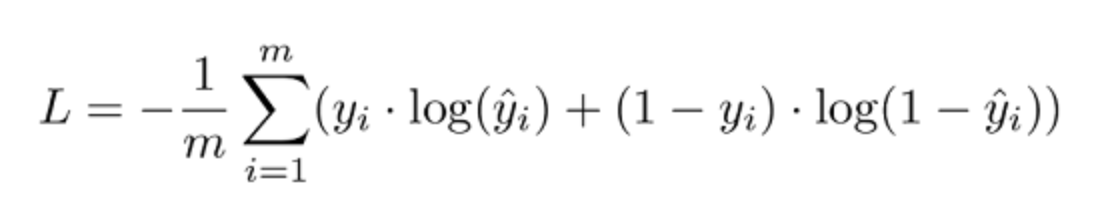 L = -\frac{1}{m} \sum_{i=1}^{m} (y_i \cdot \log(\hat{y}_i) + (1 - y_i) \cdot \log(1 - \hat{y}_i))